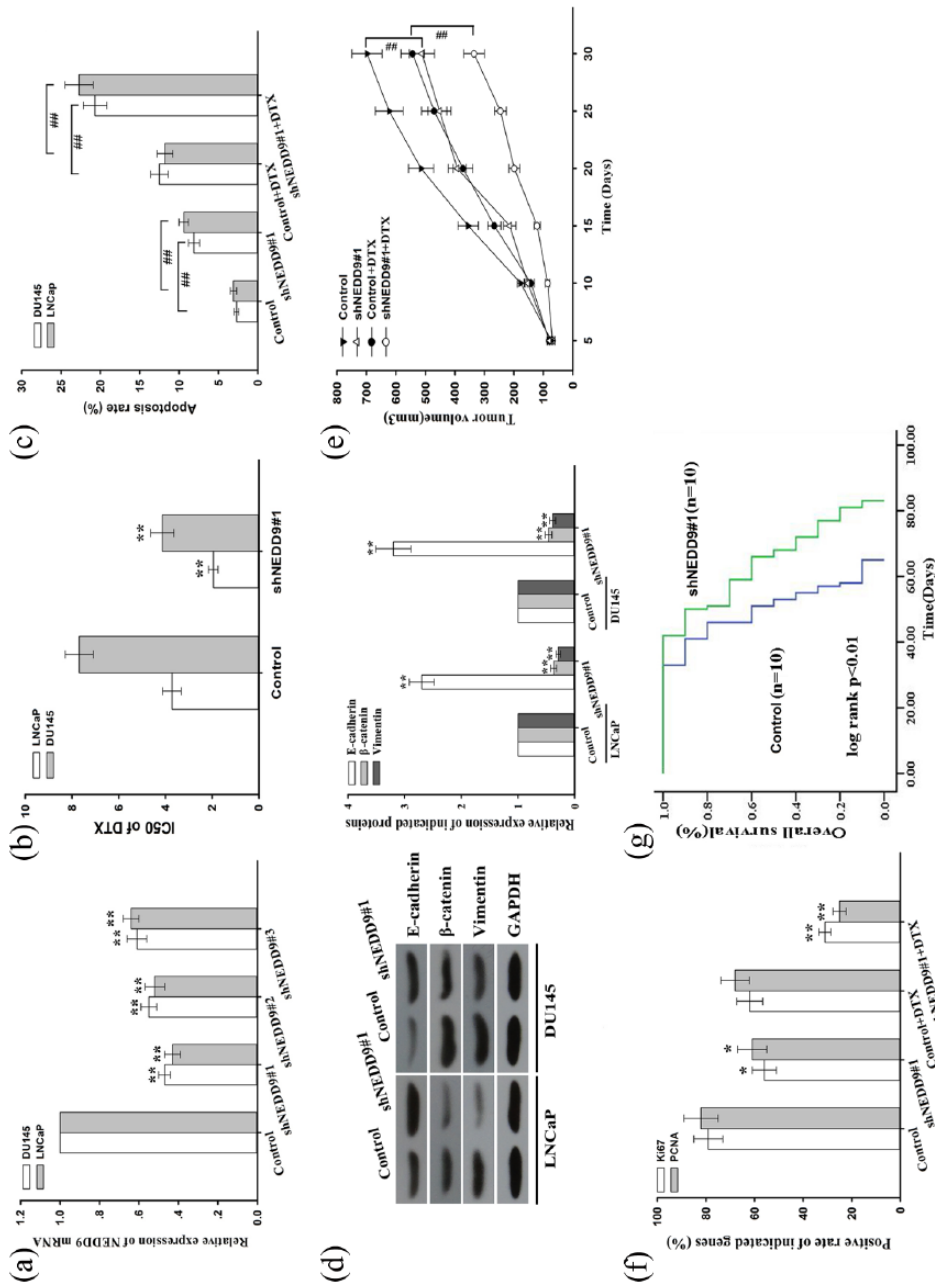 (a)
DU145
LNCaP
Relative expression of NEDD9 mRNA
1.2
1.0
.8
.6
.4
.2
0.0
** ** ** ** ** **
Control
shNEDD9#1
shNEDD9#2
shNEDD9#3
(b)
LNCaP
DU145
IC50 of DTX
10
8
6
4
2
0
** **
Control
shNEDD9#1
(c)
DU145
LNCap
Apoptosis rate (%)
30
25
20
15
10
5
0
##
##
##
##
Control
shNEDD9#1
Control+DTX
shNEDD9#1+DTX
(d)
Control
shNEDD9#1
Control
shNEDD9#1
E-cadherin
β-catenin
Vimentin
GAPDH
LNCaP
DU145
E-cadherin
β-catenin
Vimentin
Relative expression of indicated proteins
4
3
2
1
0
** ** ** ** ** **
Control
shNEDD9#1
Control
shNEDD9#1
LNCaP
DU145
(e)
Control
shNEDD9#1
Control+DTX
shNEDD9#1+DTX
Tumor volume(mm3)
800
700
600
500
400
300
200
100
0
##
##
5 10 15 20 25 30
Time (Days)
(f)
Ki67
PCNA
Positve rate of indicated genes (%)
100
80
60
40
20
0
* * ** **
Control
shNEDD9#1
Control+DTX
(g)
Overall survival(%)
1.0
0.8
0.6
0.4
0.2
0.0
shNEDD9#1(n=10)
Control (n=10)
log rank p<0.01
.00 20.00 40.00 60.00 80.00 100.00
Time(Days)